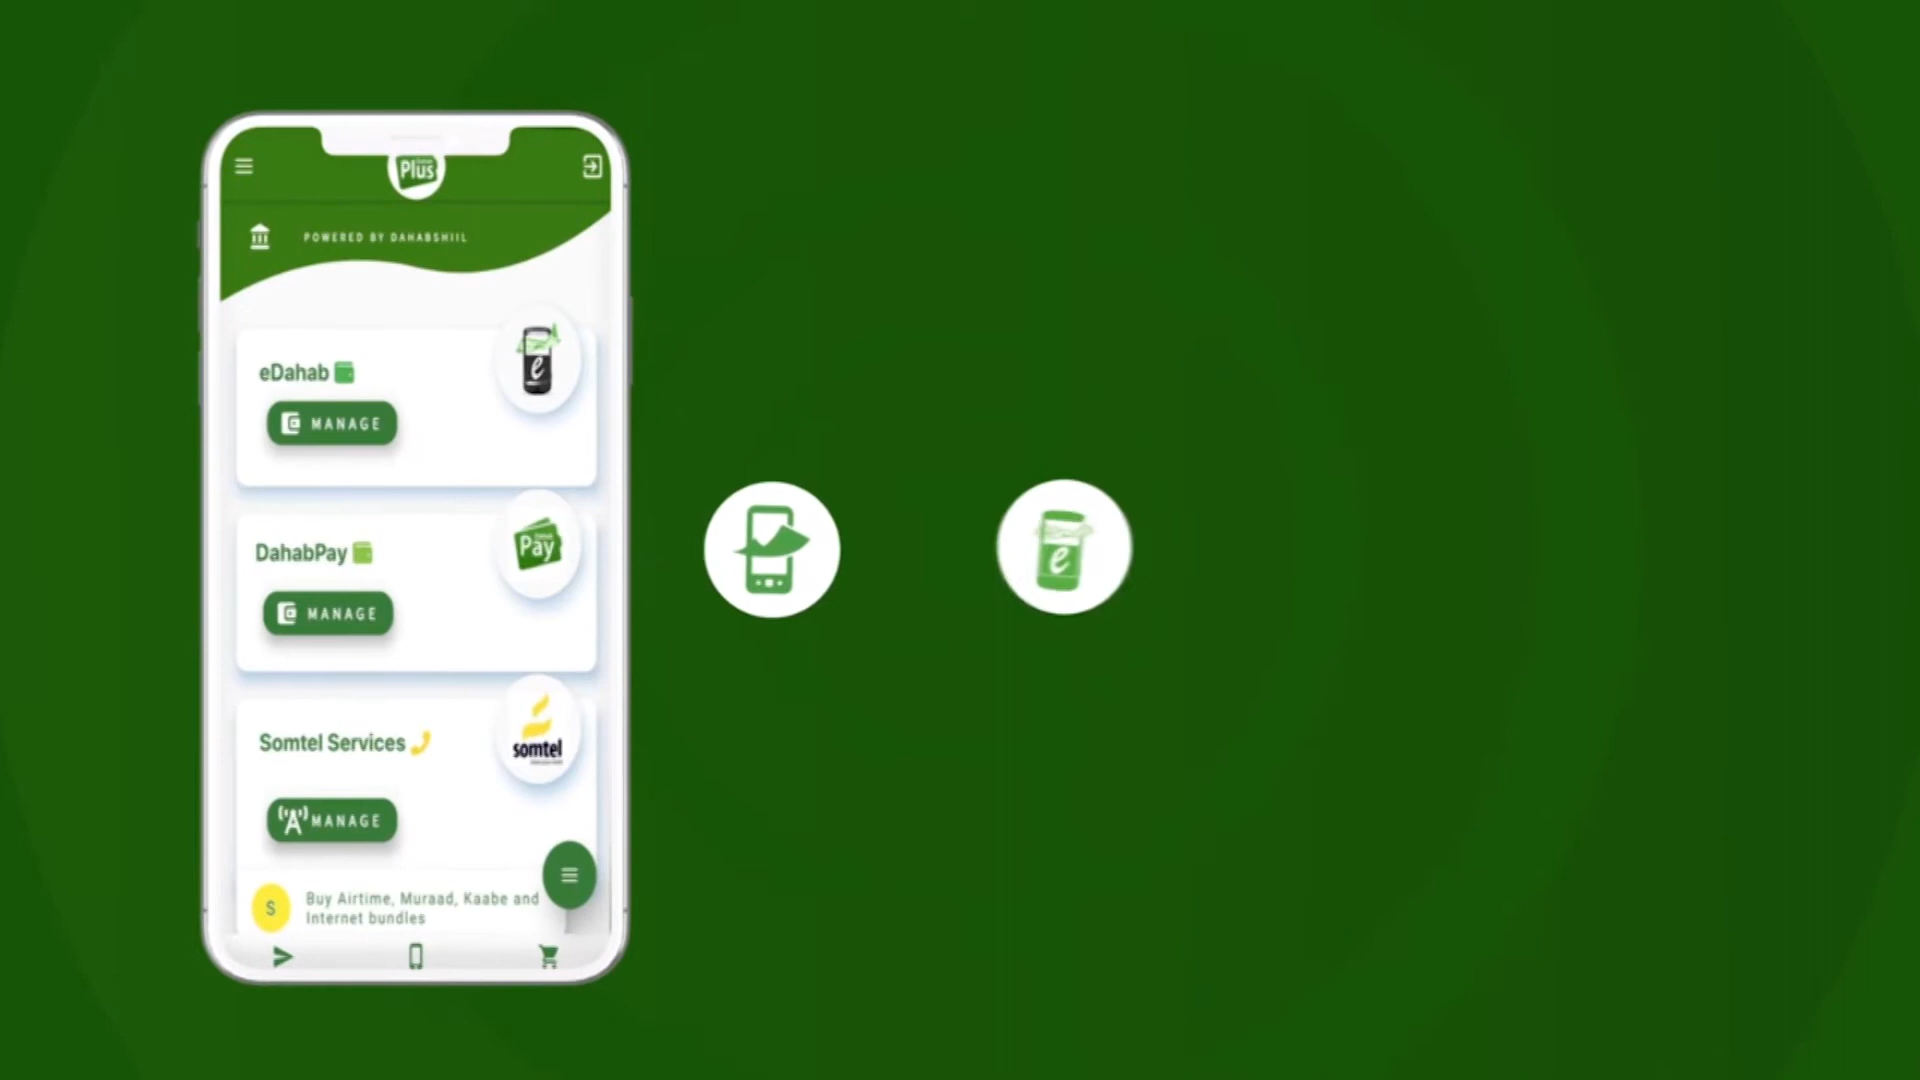 Plus
POWERED BY DAHABSHIIL
eDahab
e
MANAGE
DahabPay
Pay
MANAGE
Somtel Services
somtel
MANAGE
$ Buy Airtime, Muraad, Kaabe and
Internet bundles
e